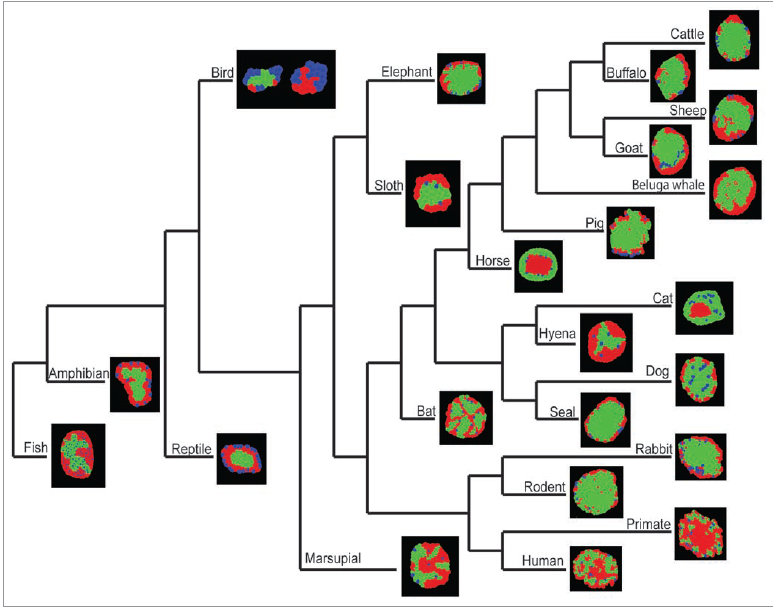 Cattle
Bird
Elephant
Buffalo
Sheep
Goat
Sloth
Beluga whale
Pig
Horse
Cat
Hyena
Amphibian
Dog
Bat
Seal
Fish
Reptile
Rabbit
Rodent
Primate
Marsupial
Human